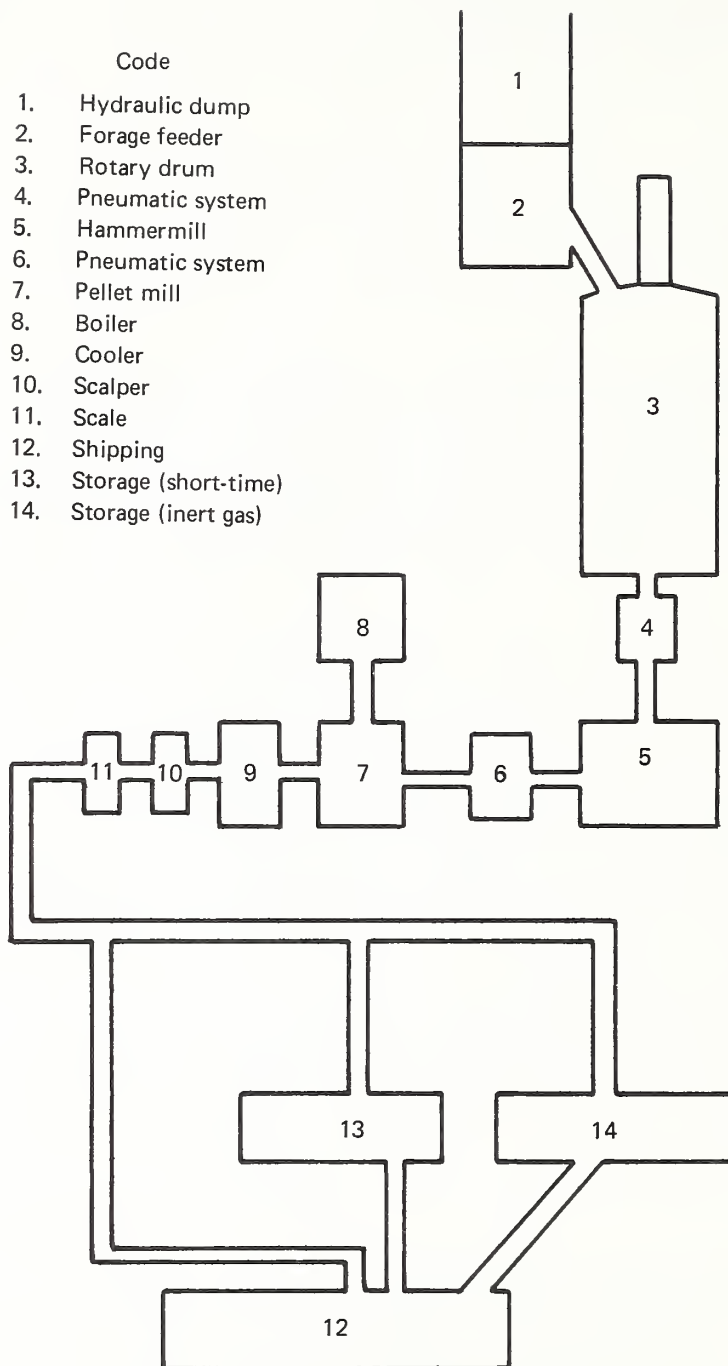 Code
1. Hydraulic dump
2. Forage feeder
3. Rotary drum
4. Pneumatic system
5. Hammermill
6. Pneumatic system
7. Pellet mill
8. Boiler
9. Cooler
10. Scalper
11. Scale
12. Shipping
13. Storage (short-time)
14. Storage (inert gas)
1
2
3
8
4
11 10 9 7 6 5
13 14
12